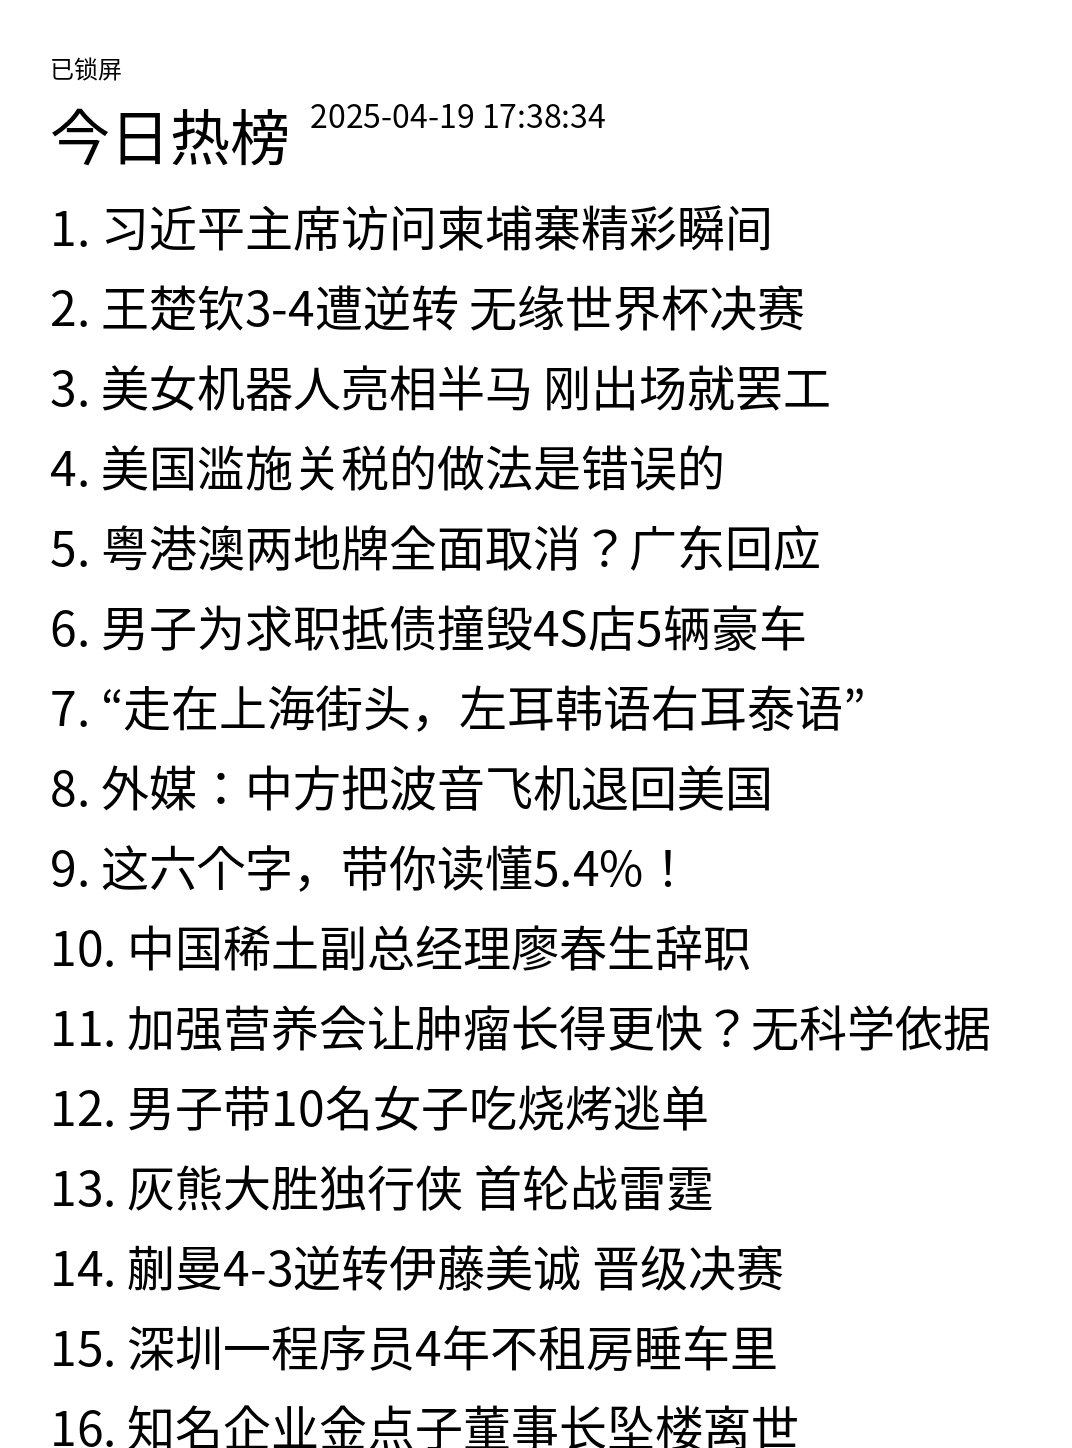 已锁屏
今日热榜 2025-04-19 17:38:34
1. 习近平主席访问柬埔寨精彩瞬间
2. 王楚钦3-4遭逆转 无缘世界杯决赛
3. 美女机器人亮相半马 刚出场就罢工
4. 美国滥施关税的做法是错误的
5. 粤港澳两地牌全面取消？广东回应
6. 男子为求职抵债撞毁4S店5辆豪车
7. “走在上海街头，左耳韩语右耳泰语”
8. 外媒：中方把波音飞机退回美国
9. 这六个字，带你读懂5.4%！
10. 中国稀土副总经理廖春生辞职
11. 加强营养会让肿瘤长得更快？无科学依据
12. 男子带10名女子吃烧烤逃单
13. 灰熊大胜独行侠 首轮战雷霆
14. 蒯曼4-3逆转伊藤美诚 晋级决赛
15. 深圳一程序员4年不租房睡车里
16. 知名企业金点子董事长坠楼离世